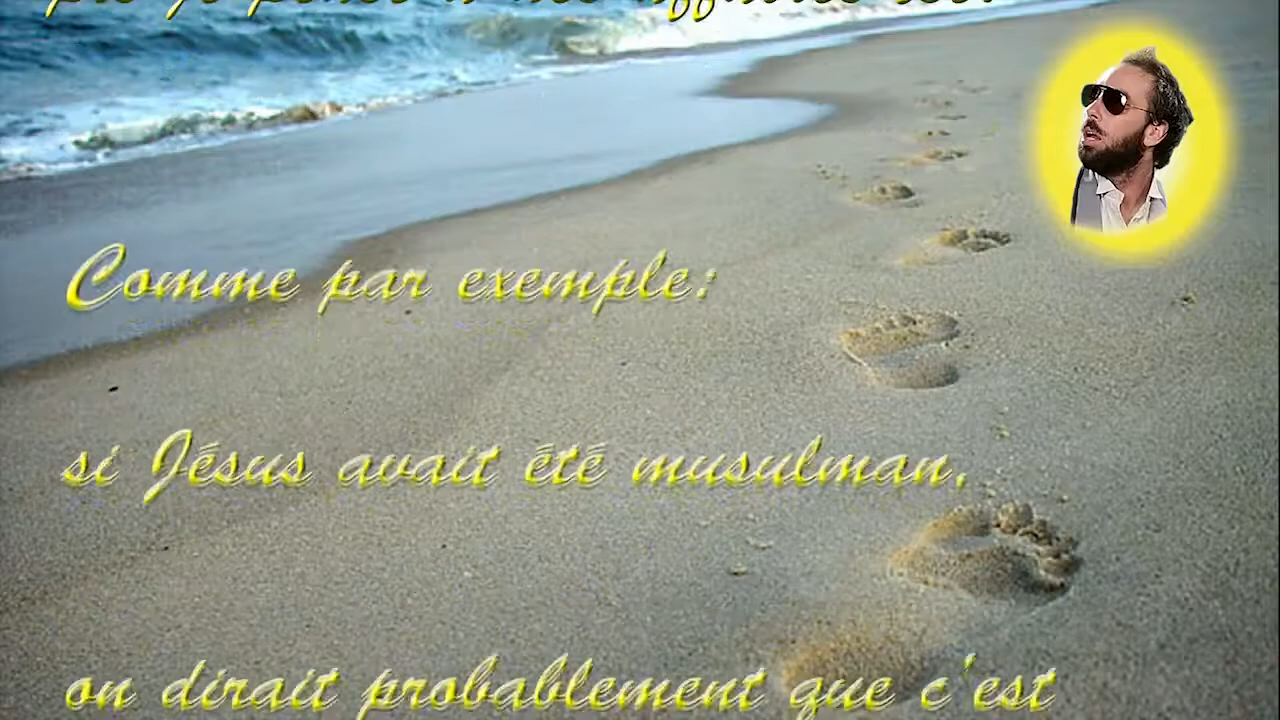 Comme par exemple:
si Jésus avait été musulman,
on dirait probablement que c'est